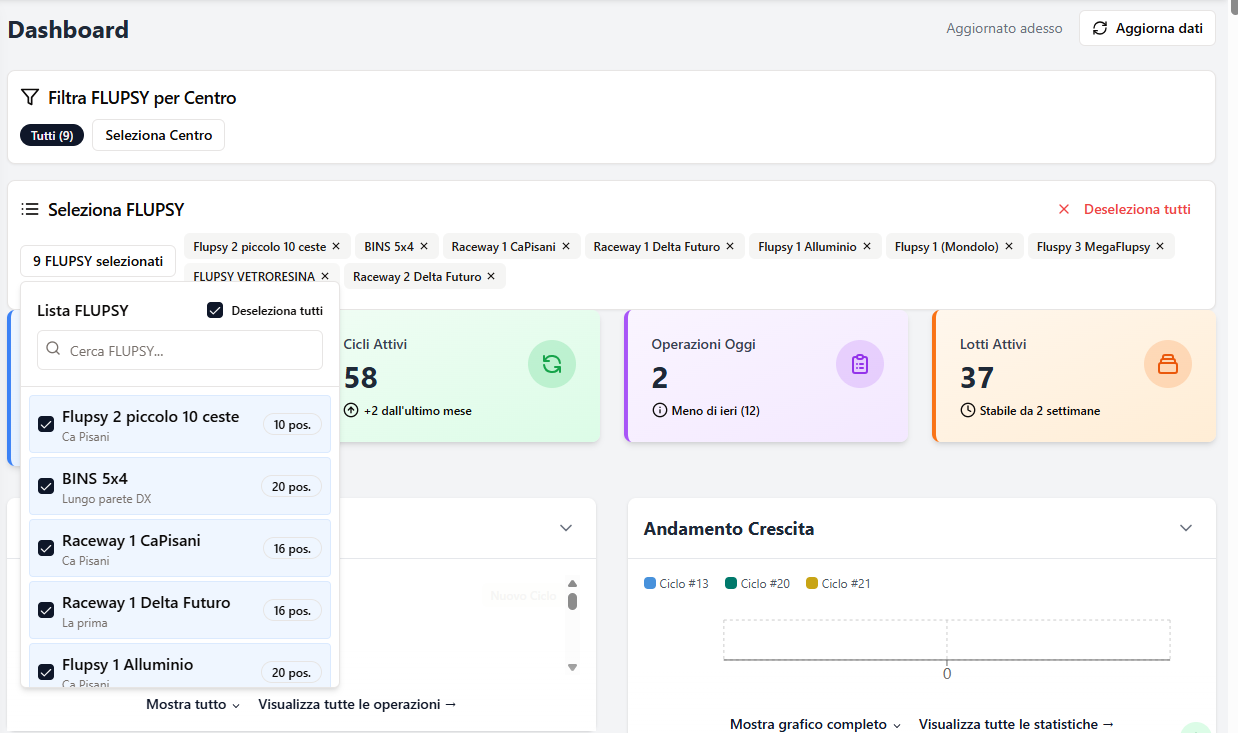 Dashboard
Aggiornato adesso
Aggiorna dati
Filtra FLUPSY per Centro
Tutti (9)
Seleziona Centro
Seleziona FLUPSY
Deseleziona tutti
9 FLUPSY selezionati
Flupsy 2 piccolo 10 ceste ×
BINS 5x4 ×
Raceway 1 CaPisani ×
Raceway 1 Delta Futuro ×
Flupsy 1 Alluminio ×
Flupsy 1 (Mondolo) ×
Fluspy 3 MegaFlupsy ×
FLUPSY VETRORESINA ×
Raceway 2 Delta Futuro ×
Lista FLUPSY
Deseleziona tutti
Cerca FLUPSY...
Flupsy 2 piccolo 10 ceste
Ca Pisani
10 pos.
BINS 5x4
Lungo parete DX
20 pos.
Raceway 1 CaPisani
Ca Pisani
16 pos.
Raceway 1 Delta Futuro
La prima
16 pos.
Flupsy 1 Alluminio
Ca Pisani
20 pos.
Cicli Attivi
58
+2 dall'ultimo mese
Operazioni Oggi
2
Meno di ieri (12)
Lotti Attivi
37
Stabile da 2 settimane
Nuovo Ciclo
Mostra tutto
Visualizza tutte le operazioni →
Andamento Crescita
Ciclo #13
Ciclo #20
Ciclo #21
0
Mostra grafico completo
Visualizza tutte le statistiche →